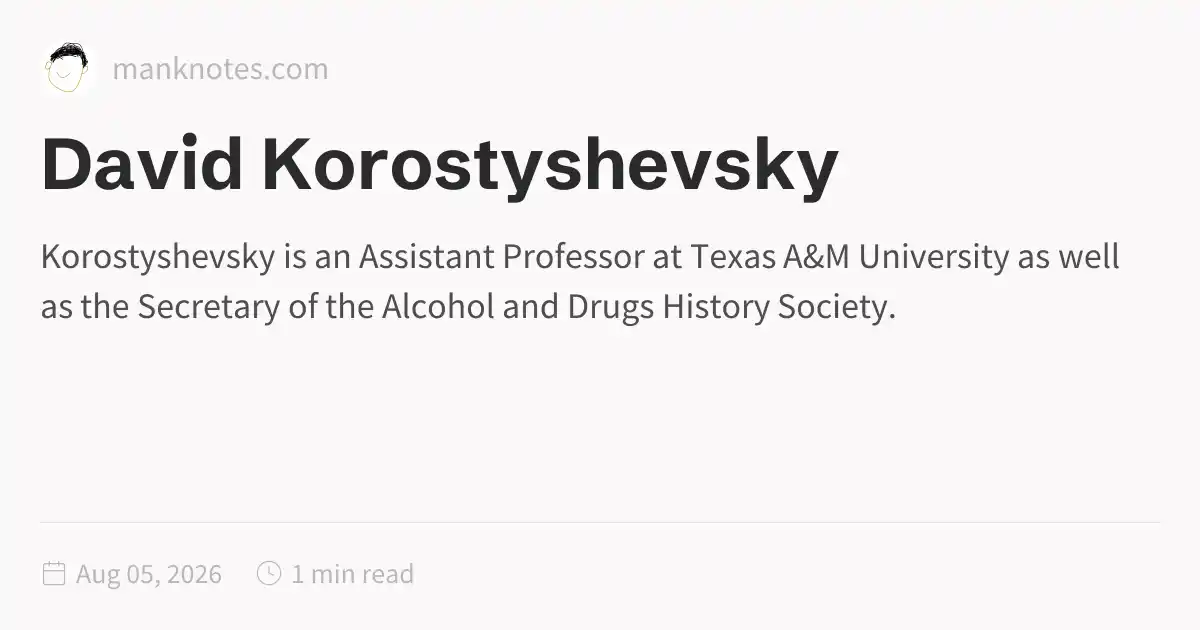 manknotes.com
David Korostyshevsky
Korostyshevsky is an Assistant Professor at Texas A&M University as well
as the Secretary of the Alcohol and Drugs History Society.
Aug 05, 2026 1 min read